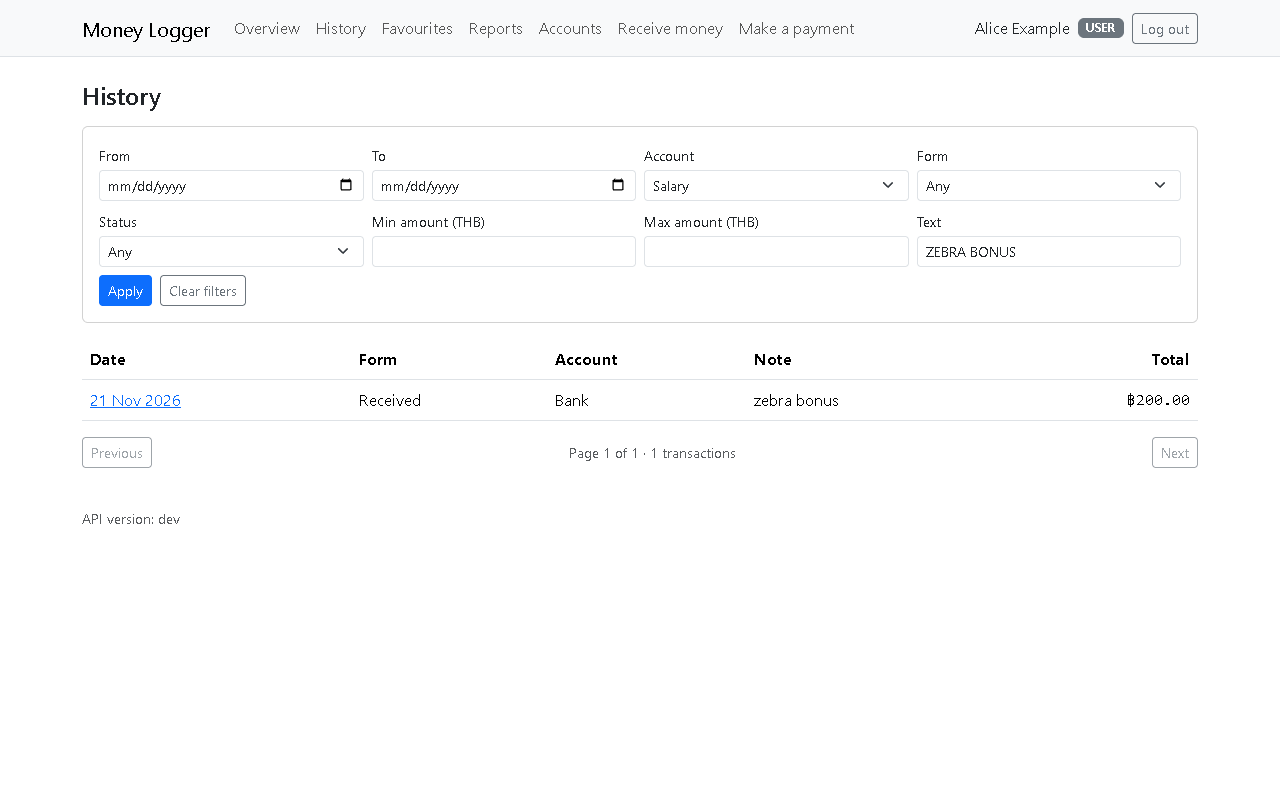 Money Logger Overview History Favourites Reports Accounts Receive money Make a payment Alice Example USER Log out
History
From To Account Form
mm/dd/yyyy mm/dd/yyyy Salary Any
Status Min amount (THB) Max amount (THB) Text
Any ZEBRA BONUS
Apply Clear filters
Date Form Account Note Total
21 Nov 2026 Received Bank zebra bonus ฿200.00
Previous Page 1 of 1 · 1 transactions Next
API version: dev